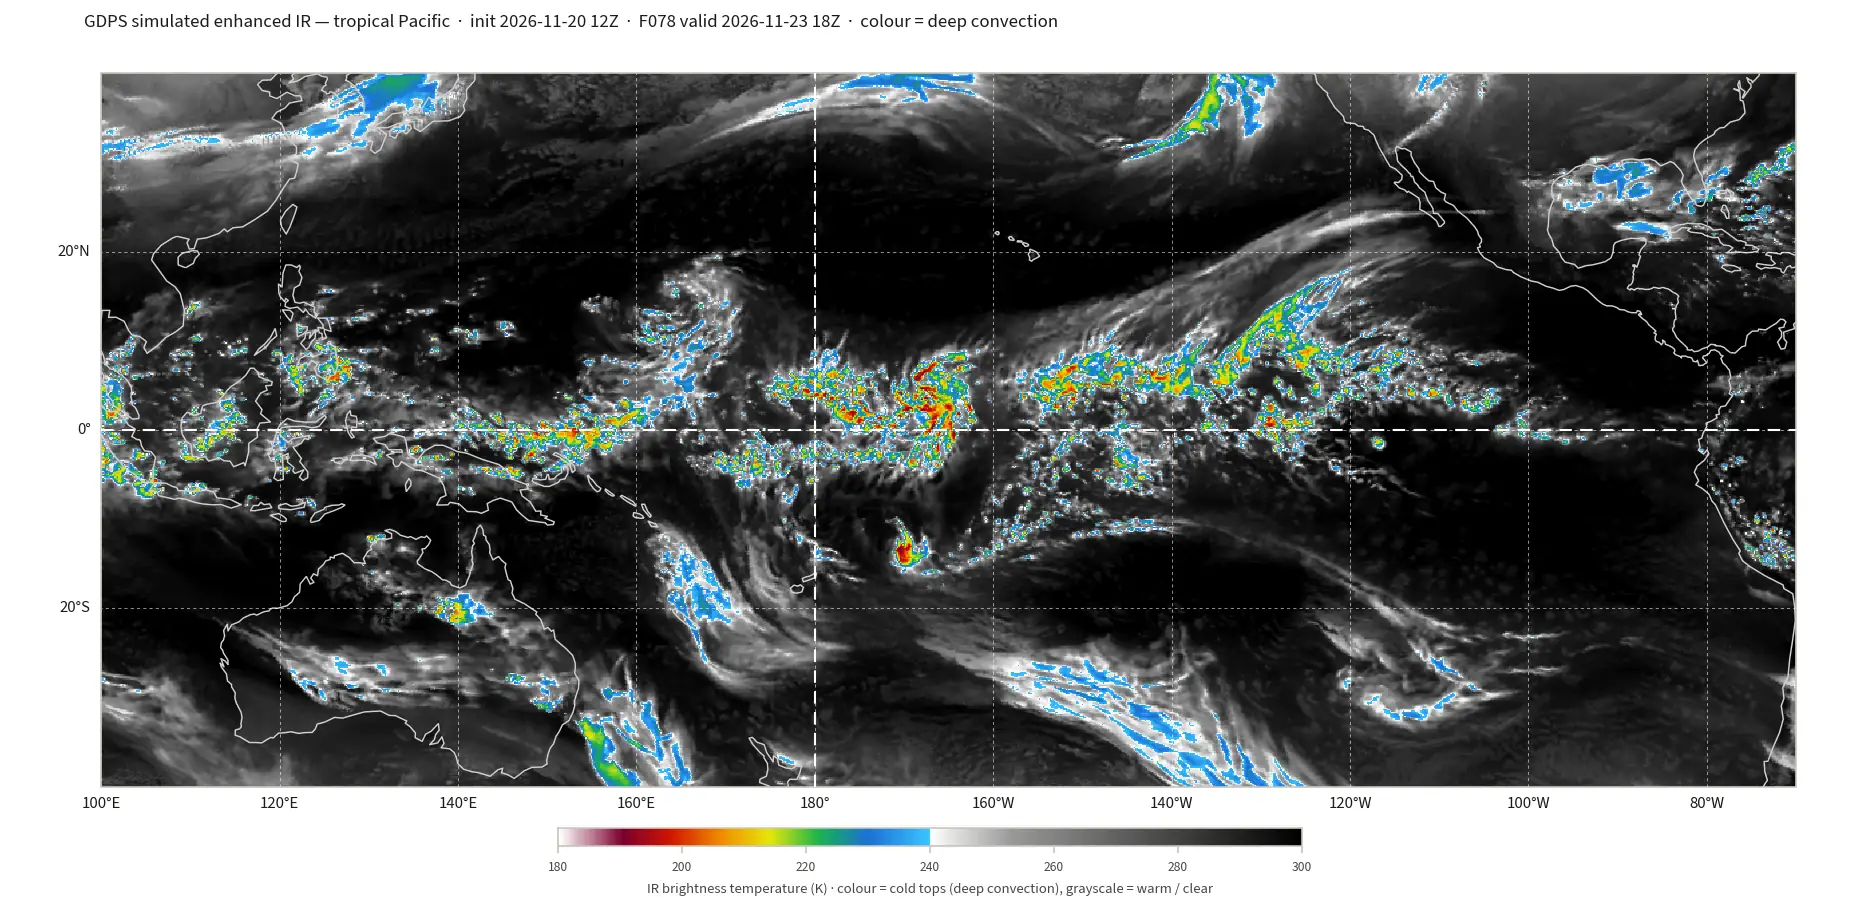 GDPS simulated enhanced IR — tropical Pacific · init 2026-11-20 12Z · F078 valid 2026-11-23 18Z · colour = deep convection
20°N
0°
20°S
100°E 120°E 140°E 160°E 180° 160°W 140°W 120°W 100°W 80°W
180 200 220 240 260 280 300
IR brightness temperature (K) · colour = cold tops (deep convection), grayscale = warm / clear